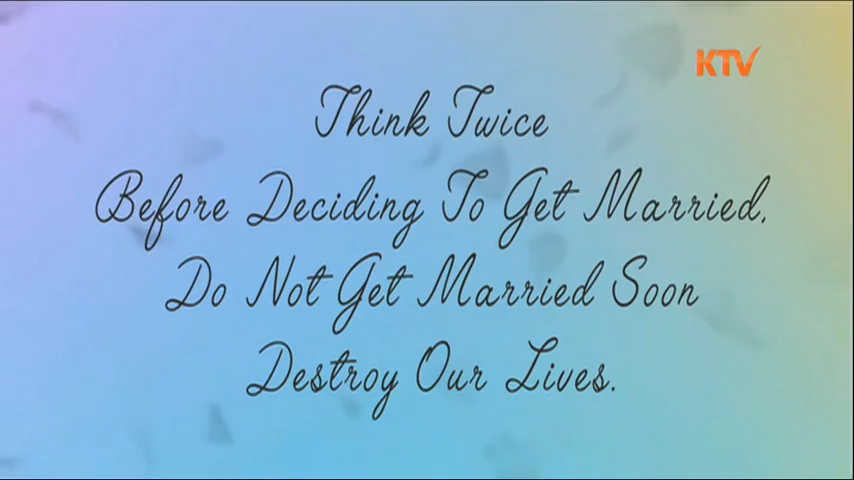 KTV
Think Twice
Before Deciding To Get Married,
Do Not Get Married Soon
Destroy Our Lives.